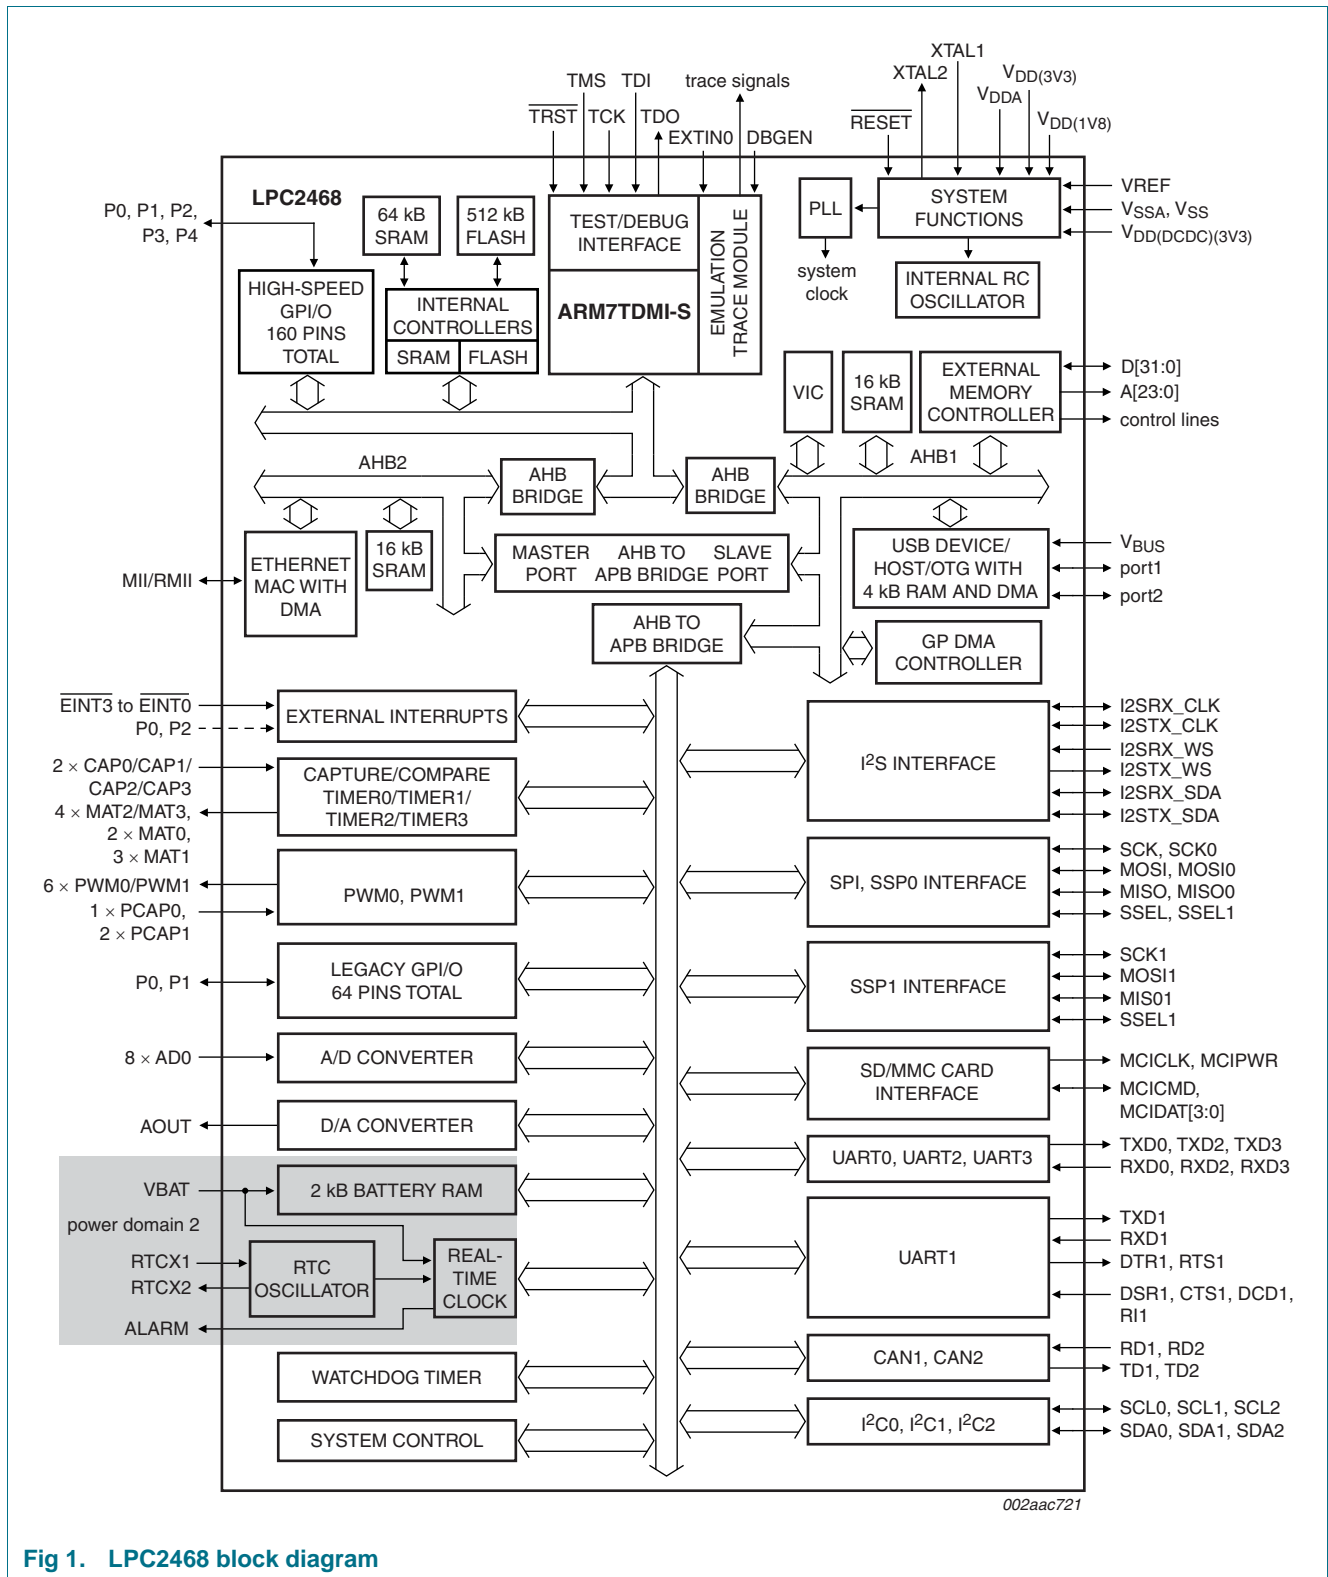 XTAL1
XTAL2
VDD(3V3)
VDDA
VDD(1V8)
TMS
TDI
trace signals
TRST
TCK
TDO
EXTIN0
DBGEN
RESET
LPC2468
P0, P1, P2,
P3, P4
64 kB
SRAM
512 kB
FLASH
TEST/DEBUG
INTERFACE
EMULATION
TRACE MODULE
PLL
SYSTEM
FUNCTIONS
VREF
VSSA, VSS
VDD(DCDC)(3V3)
system
clock
INTERNAL RC
OSCILLATOR
HIGH-SPEED
GPI/O
160 PINS
TOTAL
INTERNAL
CONTROLLERS
SRAM
FLASH
ARM7TDMI-S
VIC
16 kB
SRAM
EXTERNAL
MEMORY
CONTROLLER
D[31:0]
A[23:0]
control lines
AHB2
AHB
BRIDGE
AHB
BRIDGE
AHB1
ETHERNET
MAC WITH
DMA
16 kB
SRAM
MASTER
PORT
AHB TO
APB BRIDGE
SLAVE
PORT
USB DEVICE/
HOST/OTG WITH
4 kB RAM AND DMA
VBUS
port1
port2
MII/RMII
AHB TO
APB BRIDGE
GP DMA
CONTROLLER
EINT3 to EINT0
P0, P2
EXTERNAL INTERRUPTS
2 × CAP0/CAP1/
CAP2/CAP3
4 × MAT2/MAT3,
2 × MAT0,
3 × MAT1
CAPTURE/COMPARE
TIMER0/TIMER1/
TIMER2/TIMER3
6 × PWM0/PWM1
1 × PCAP0,
2 × PCAP1
PWM0, PWM1
P0, P1
LEGACY GPI/O
64 PINS TOTAL
8 × AD0
A/D CONVERTER
AOUT
D/A CONVERTER
VBAT
2 kB BATTERY RAM
power domain 2
RTCX1
RTCX2
RTC
OSCILLATOR
REAL-
TIME
CLOCK
ALARM
WATCHDOG TIMER
SYSTEM CONTROL
I2S INTERFACE
I2SRX_CLK
I2STX_CLK
I2SRX_WS
I2STX_WS
I2SRX_SDA
I2STX_SDA
SPI, SSP0 INTERFACE
SCK, SCK0
MOSI, MOSI0
MISO, MISO0
SSEL, SSEL1
SSP1 INTERFACE
SCK1
MOSI1
MIS01
SSEL1
SD/MMC CARD
INTERFACE
MCICLK, MCIPWR
MCICMD,
MCIDAT[3:0]
UART0, UART2, UART3
TXD0, TXD2, TXD3
RXD0, RXD2, RXD3
UART1
TXD1
RXD1
DTR1, RTS1
DSR1, CTS1, DCD1,
RI1
CAN1, CAN2
RD1, RD2
TD1, TD2
I2C0, I2C1, I2C2
SCL0, SCL1, SCL2
SDA0, SDA1, SDA2
002aac721
Fig 1. LPC2468 block diagram